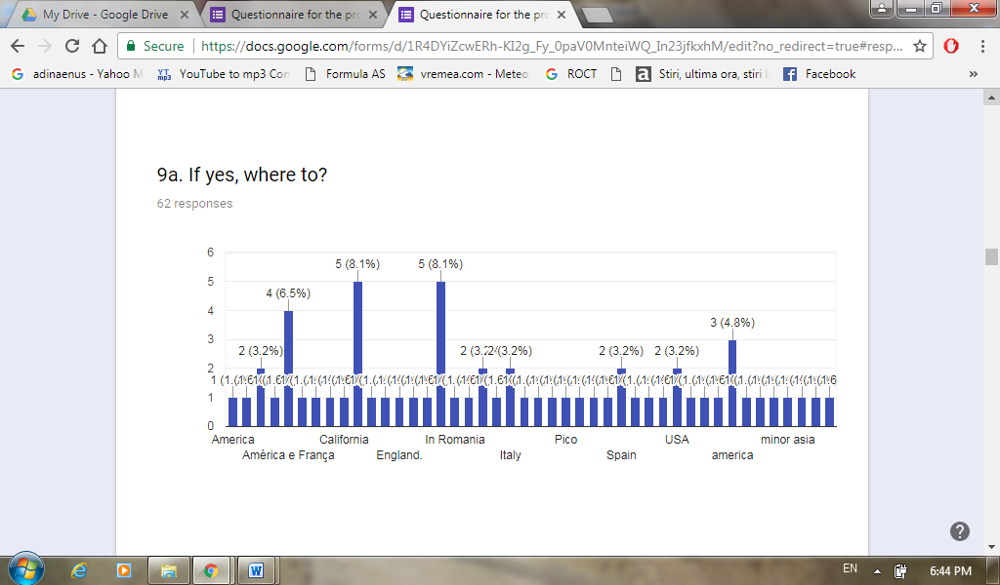 My Drive - Google Drive
Questionnaire for the pro
Questionnaire for the pro
Secure
https://docs.google.com/forms/d/1R4DYiZcwERh-KI2g_Fy_0paV0MnteiWQ_In23jfkxhM/edit?no_redirect=true#resp...
adinaenus - Yahoo M
YT mp3
YouTube to mp3 Con
Formula AS
vremea.com - Meteo
ROCT
a
Stiri, ultima ora, stiri
Facebook
»
9a. If yes, where to?
62 responses
6
5 (8.1%) 5 (8.1%)
5
4 (6.5%)
4
3 (4.8%)
3
2 (3.2%) 2 (3.2%) 2 (3.2%) 2 (3.2%)
2
1
0
America California In Romania Pico USA minor asia
América e França England. Italy Spain america
?
EN
6:44 PM